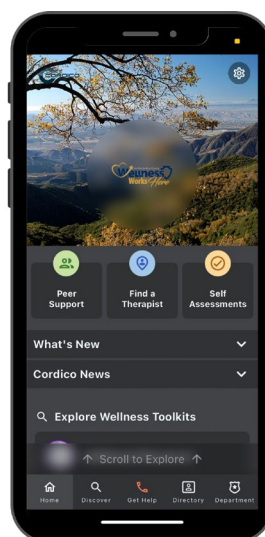 Wellness
Works Here
Peer
Support
Find a
Therapist
Self
Assessments
What's New
Cordico News
Explore Wellness Toolkits
↑ Scroll to Explore ↑
Home
Discover
Get Help
Directory
Department